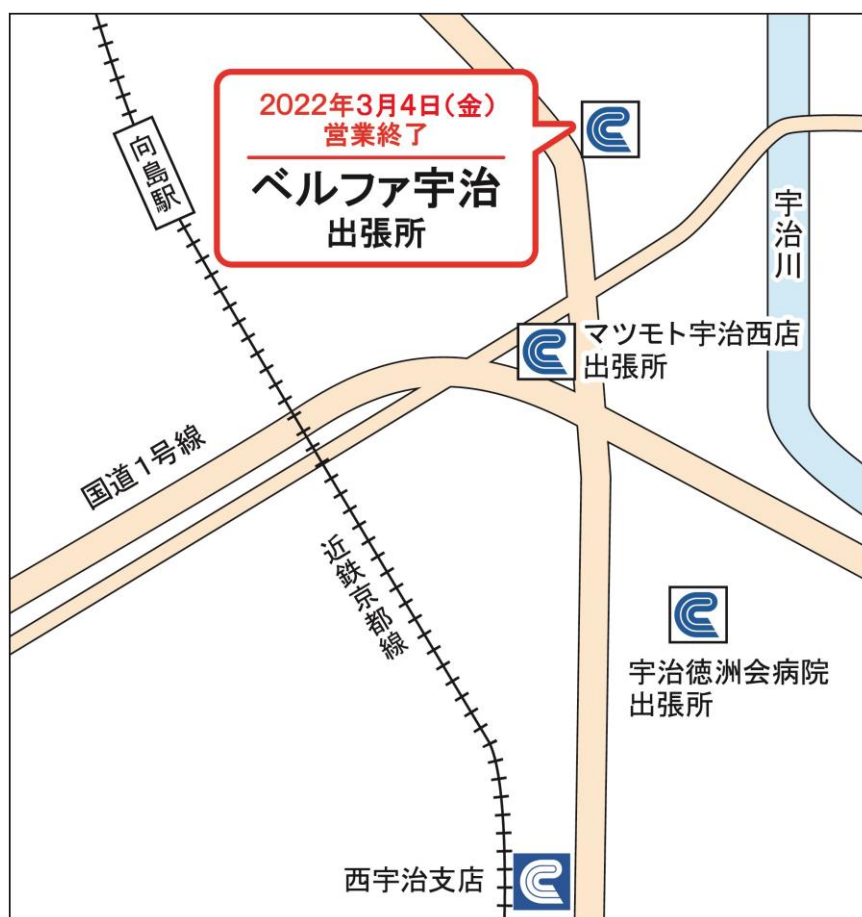 2022年3月4日(金)
営業終了
ベルファ宇治
出張所
向島駅
宇治川
マツモト宇治西店
出張所
国道1号線
近鉄京都線
宇治徳洲会病院
出張所
西宇治支店